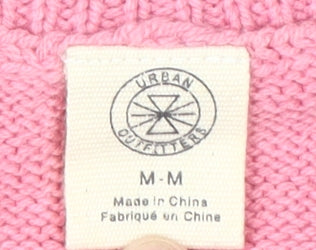 URBAN
OUTFITTERS
M - M
Made in China
Fabriqué en Chine